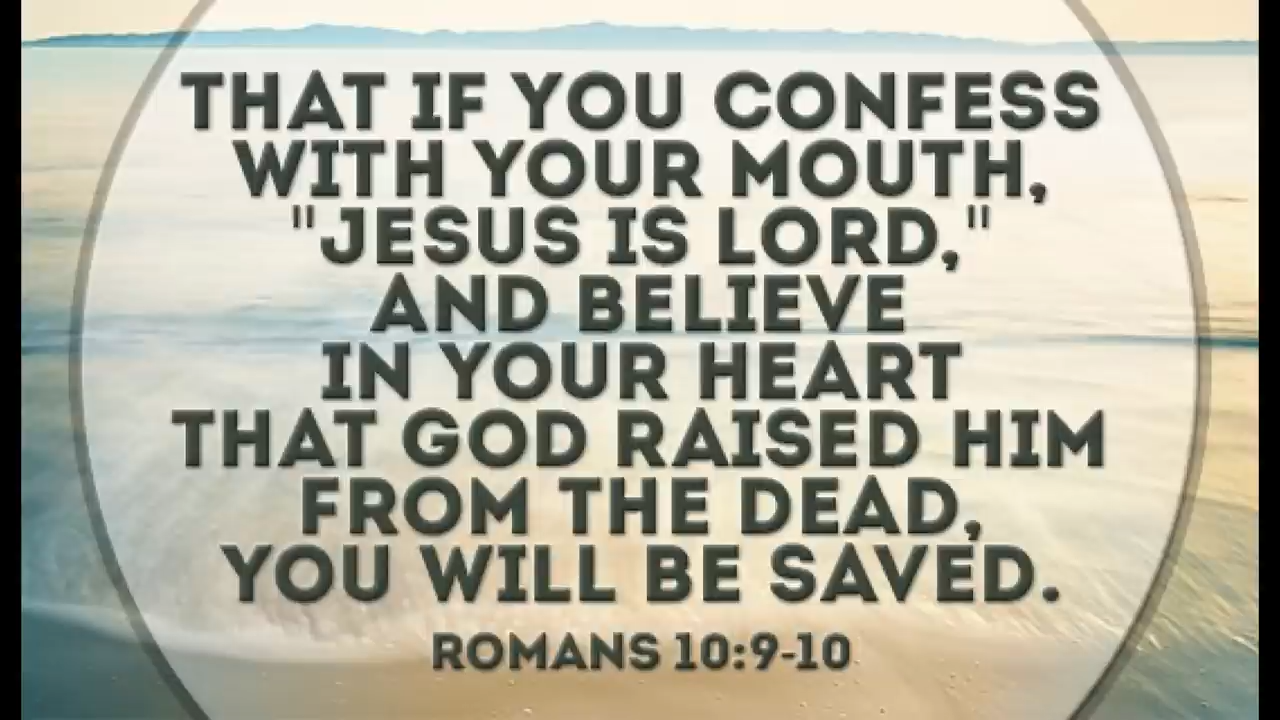 THAT IF YOU CONFESS
WITH YOUR MOUTH,
"JESUS IS LORD,"
AND BELIEVE
IN YOUR HEART
THAT GOD RAISED HIM
FROM THE DEAD,
YOU WILL BE SAVED.
ROMANS 10:9-10